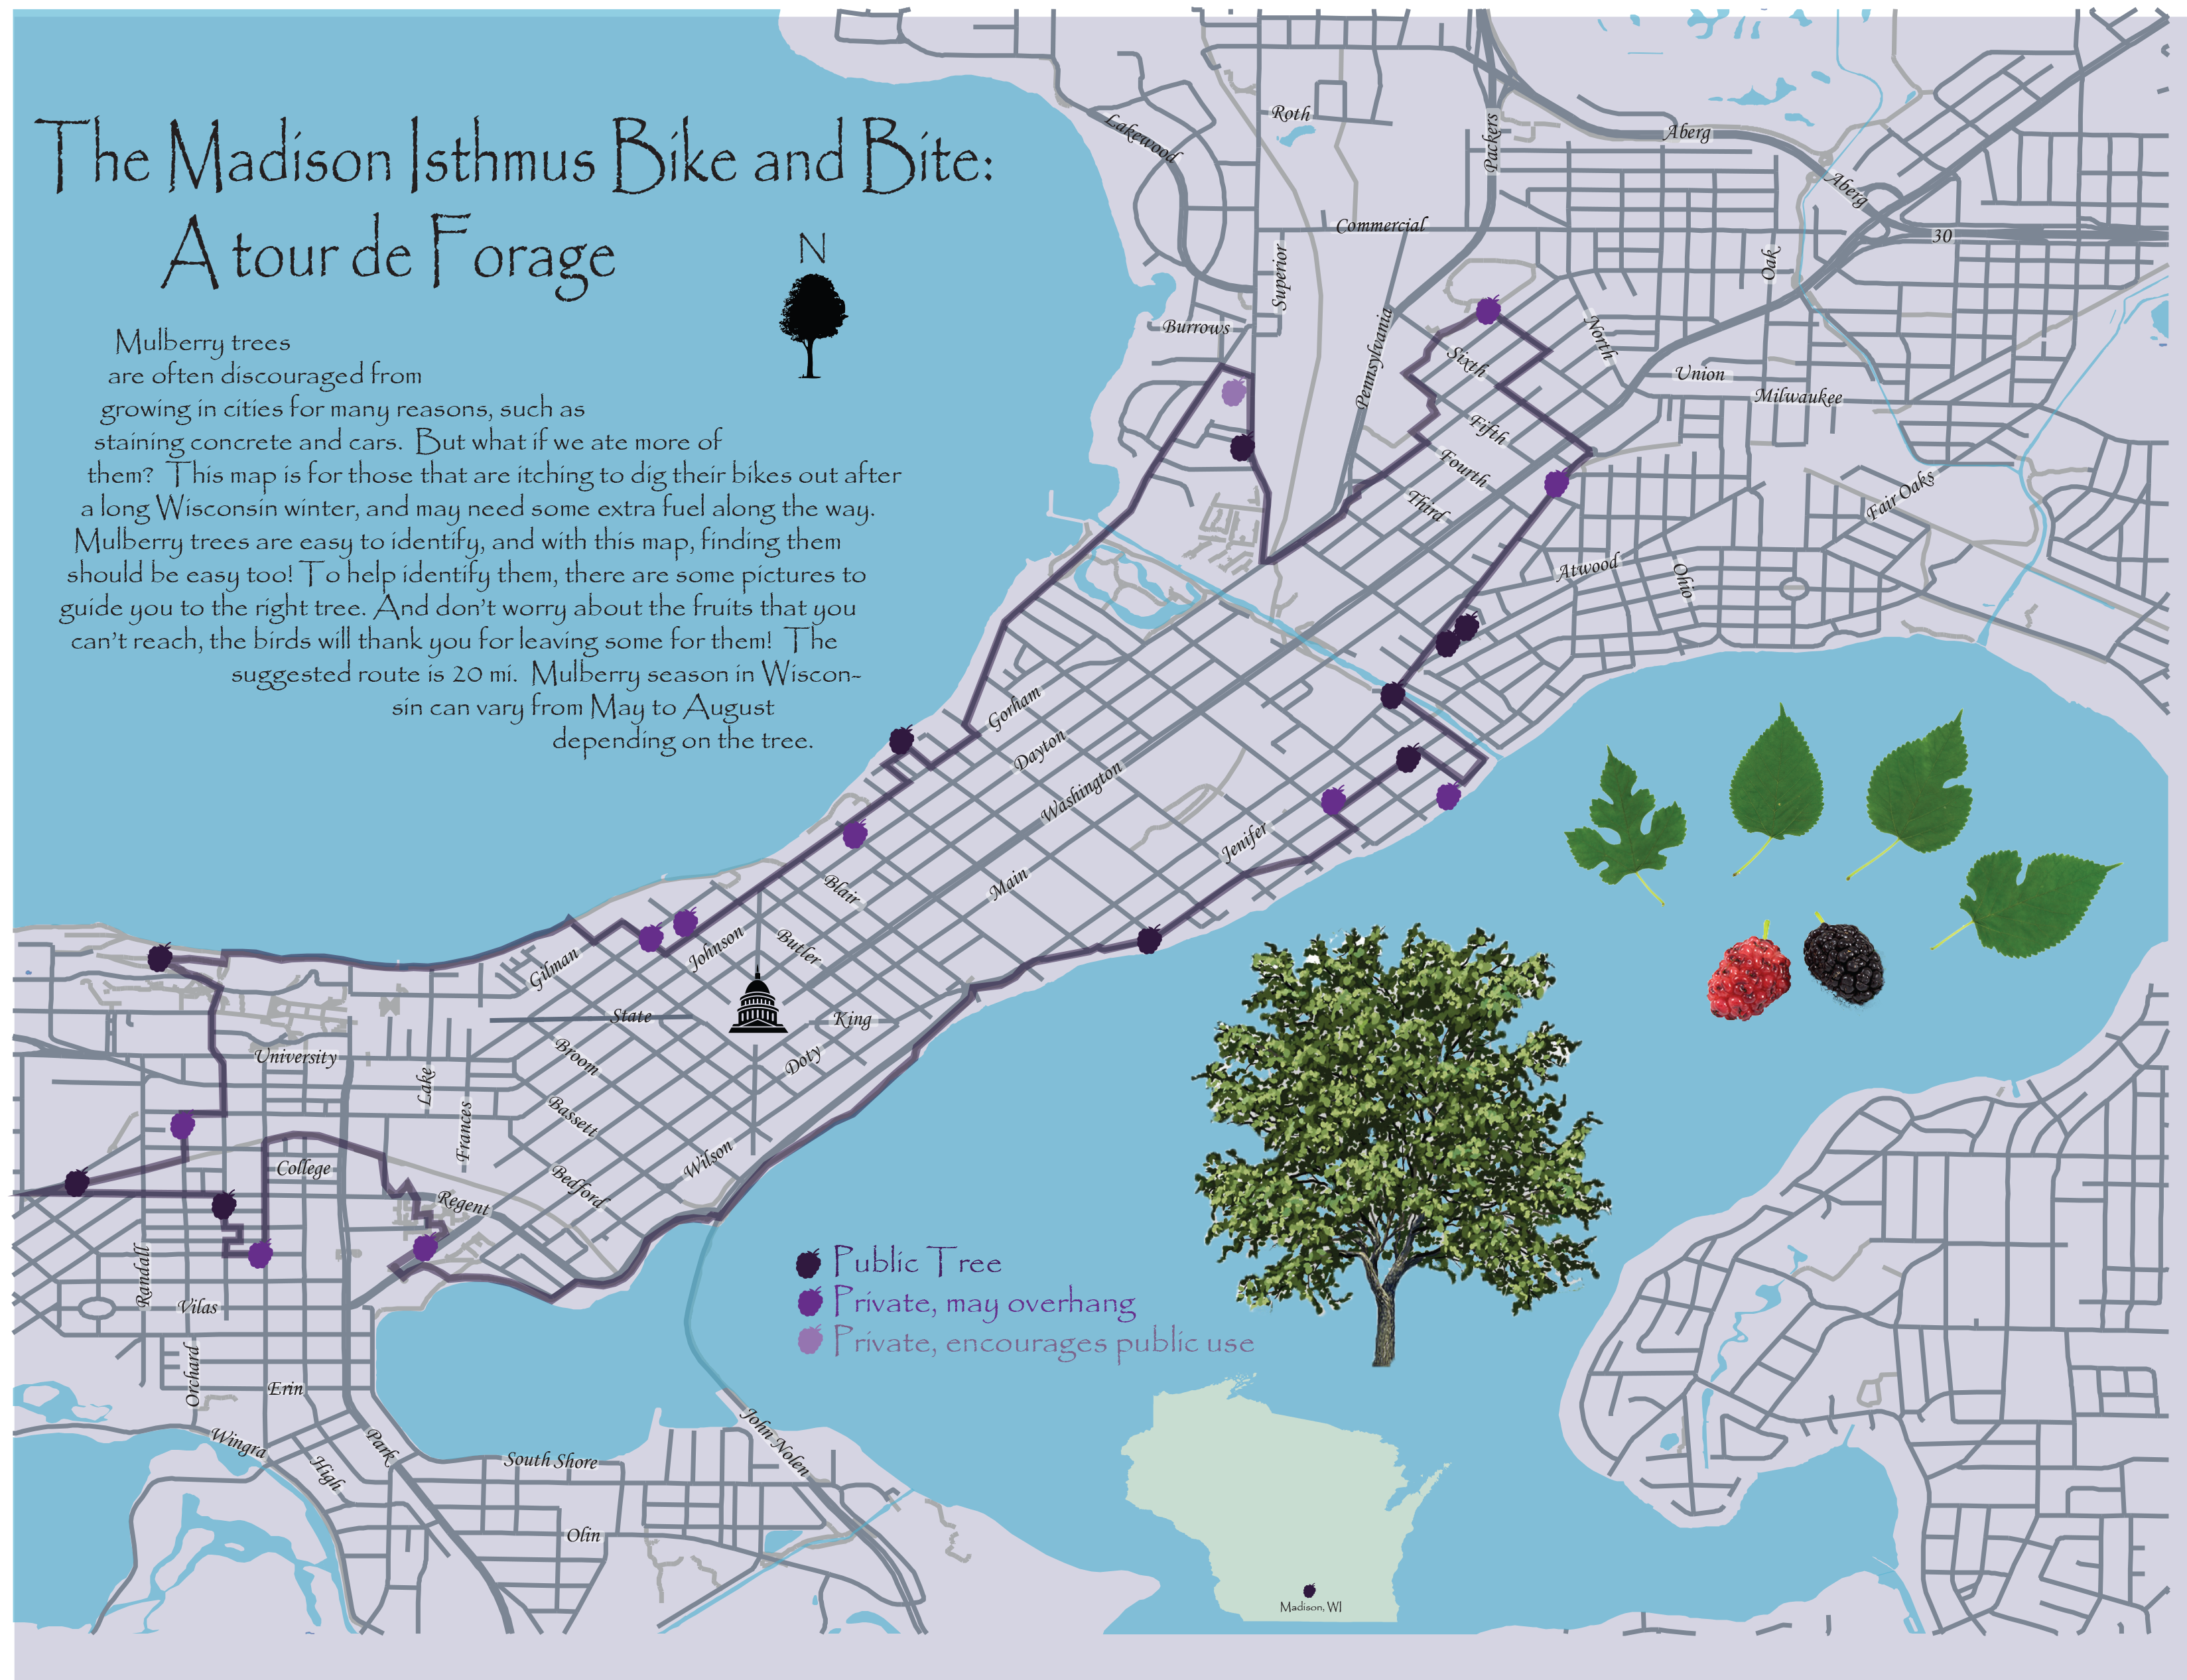 The Madison Isthmus Bike and Bite:
A tour de Forage
N
Mulberry trees
are often discouraged from
growing in cities for many reasons, such as
staining concrete and cars. But what if we ate more of
them? This map is for those that are itching to dig their bikes out after
a long Wisconsin winter, and may need some extra fuel along the way.
Mulberry trees are easy to identify, and with this map, finding them
should be easy too! To help identify them, there are some pictures to
guide you to the right tree. And don't worry about the fruits that you
can't reach, the birds will thank you for leaving some for them! The
suggested route is 20 mi. Mulberry season in Wiscon-
sin can vary from May to August
depending on the tree.
Lakewood
Roth
Packers
Aberg
Aberg
Commercial
30
Superior
Oak
Burrows
Pennsylvania
North
Sixth
Union
Milwaukee
Fifth
Fourth
Third
Fair Oaks
Atwood
Ohio
Gorham
Dayton
Washington
Jenifer
Main
Blair
Butler
Johnson
Gilman
State
King
Doty
University
Broom
Lake
Bassett
Frances
Wilson
College
Bedford
Regent
Randall
Vilas
Orchard
Erin
Wingra
High
Park
South Shore
John Nolen
Olin
Public Tree
Private, may overhang
Private, encourages public use
Madison, WI